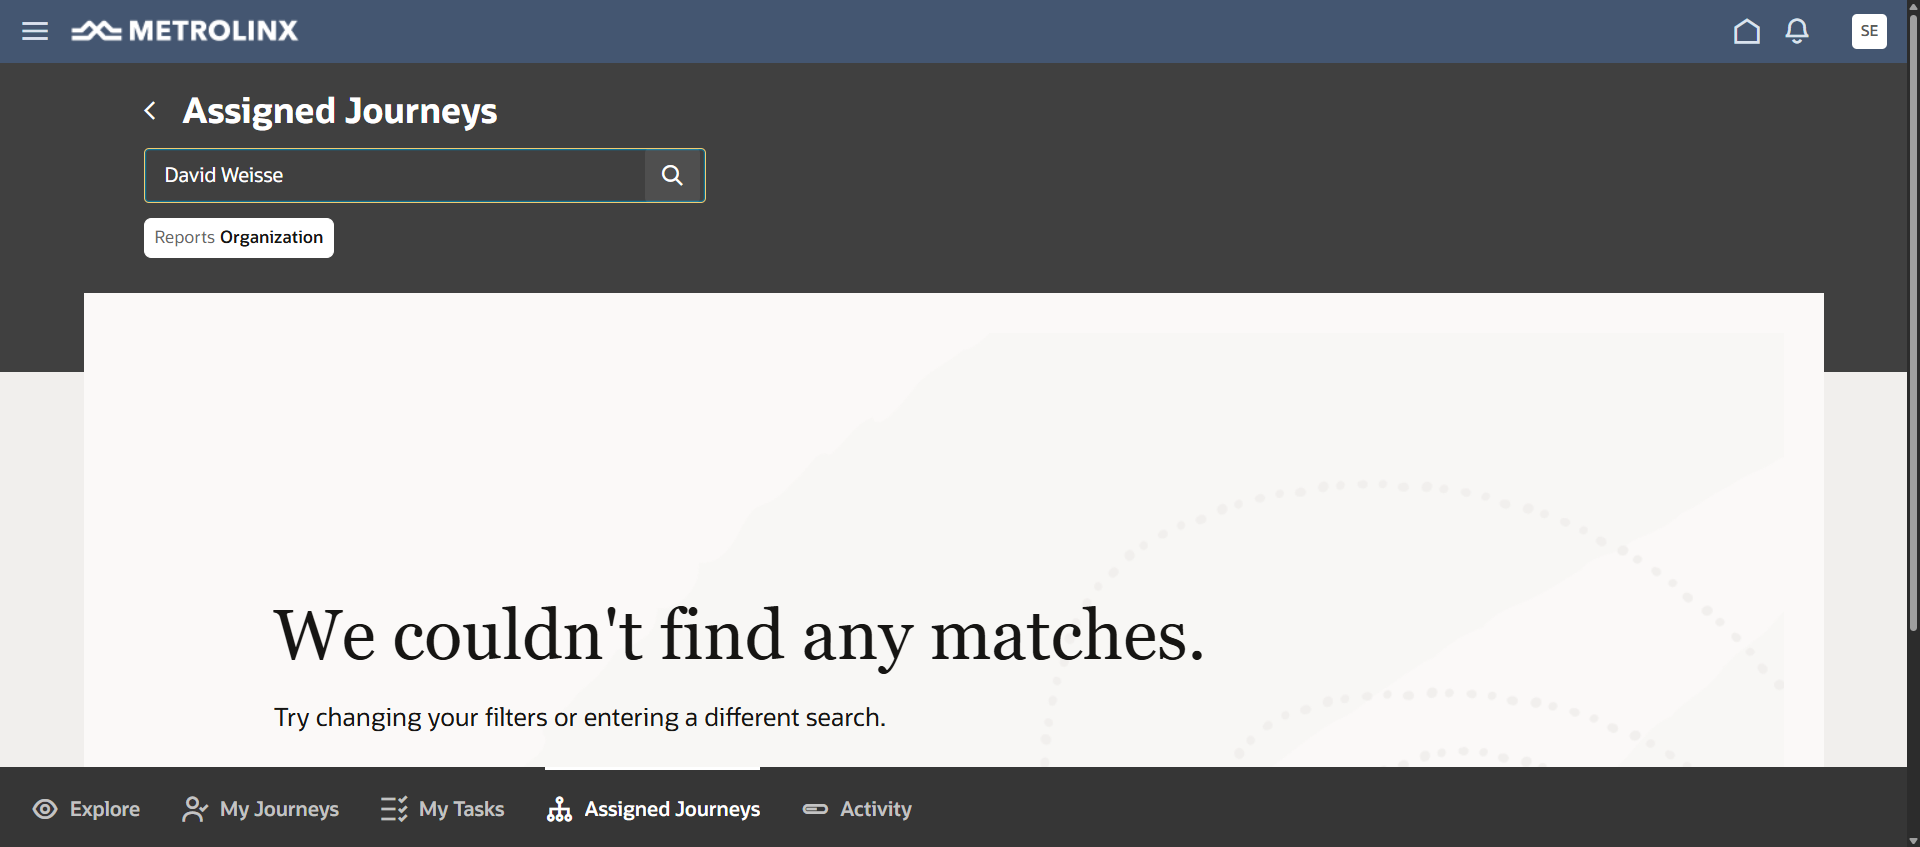 METROLINX
SE
Assigned Journeys
David Weisse
Reports Organization
We couldn't find any matches.
Try changing your filters or entering a different search.
Explore
My Journeys
My Tasks
Assigned Journeys
Activity